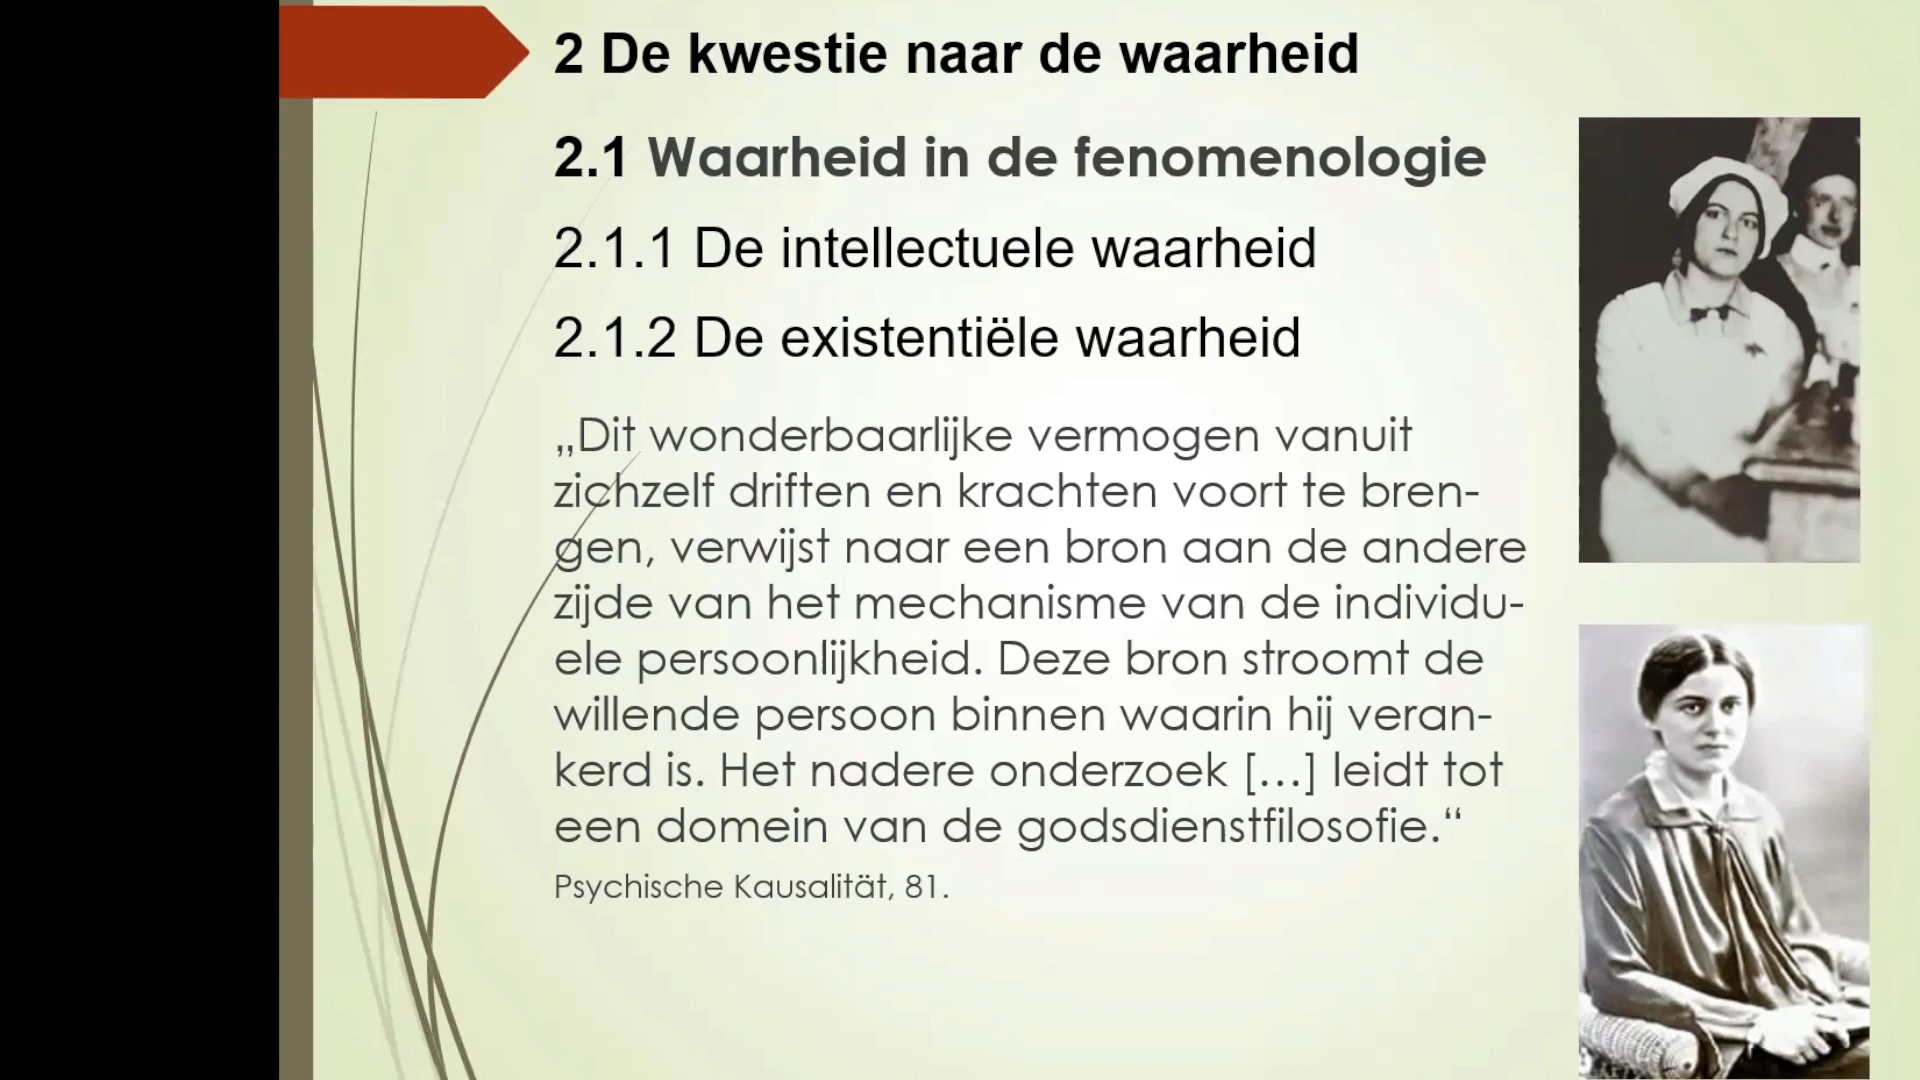 2 De kwestie naar de waarheid
2.1 Waarheid in de fenomenologie
2.1.1 De intellectuele waarheid
2.1.2 De existentiële waarheid
„Dit wonderbaarlijke vermogen vanuit
zichzelf driften en krachten voort te bren-
gen, verwijst naar een bron aan de andere
zijde van het mechanisme van de individu-
ele persoonlijkheid. Deze bron stroomt de
willende persoon binnen waarin hij veran-
kerd is. Het nadere onderzoek […] leidt tot
een domein van de godsdienstfilosofie.“
Psychische Kausalität, 81.